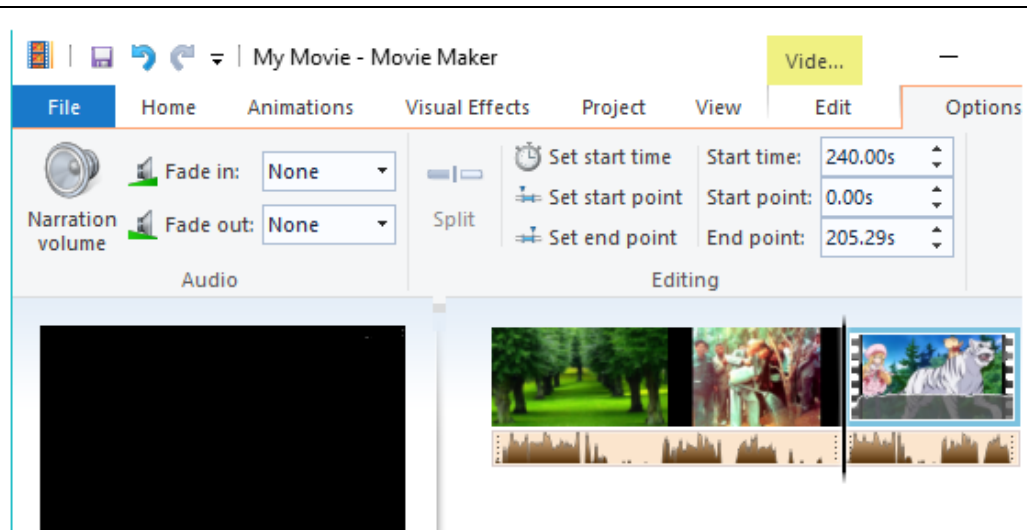 My Movie - Movie Maker
Vide...
File Home Animations Visual Effects Project View Edit Options
Fade in: None
Fade out: None
Narration volume
Audio
Split
Set start time Start time: 240.00s
Set start point Start point: 0.00s
Set end point End point: 205.29s
Editing